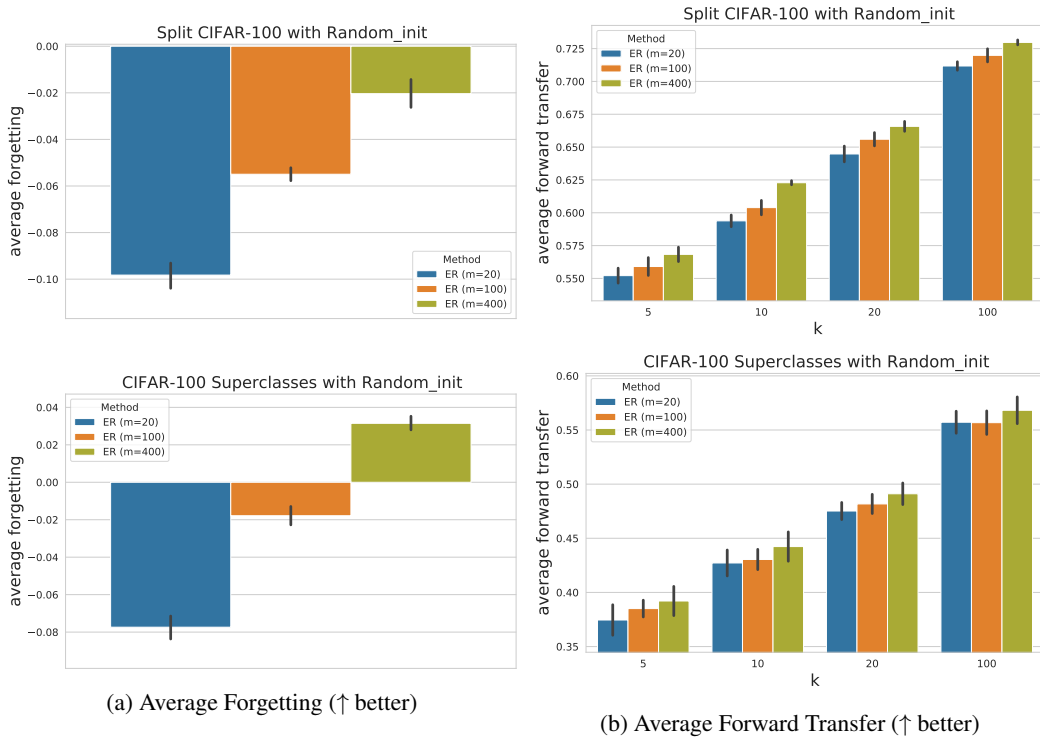 Split CIFAR-100 with Random_init
average forgetting
0.00
−0.02
−0.04
−0.06
−0.08
−0.10
Method
ER (m=20)
ER (m=100)
ER (m=400)
CIFAR-100 Superclasses with Random_init
average forgetting
0.04
0.02
0.00
−0.02
−0.04
−0.06
−0.08
Method
ER (m=20)
ER (m=100)
ER (m=400)
(a) Average Forgetting (↑ better)
Split CIFAR-100 with Random_init
average forward transfer
0.725
0.700
0.675
0.650
0.625
0.600
0.575
0.550
Method
ER (m=20)
ER (m=100)
ER (m=400)
5 10 20 100
k
CIFAR-100 Superclasses with Random_init
average forward transfer
0.60
0.55
0.50
0.45
0.40
0.35
Method
ER (m=20)
ER (m=100)
ER (m=400)
5 10 20 100
k
(b) Average Forward Transfer (↑ better)